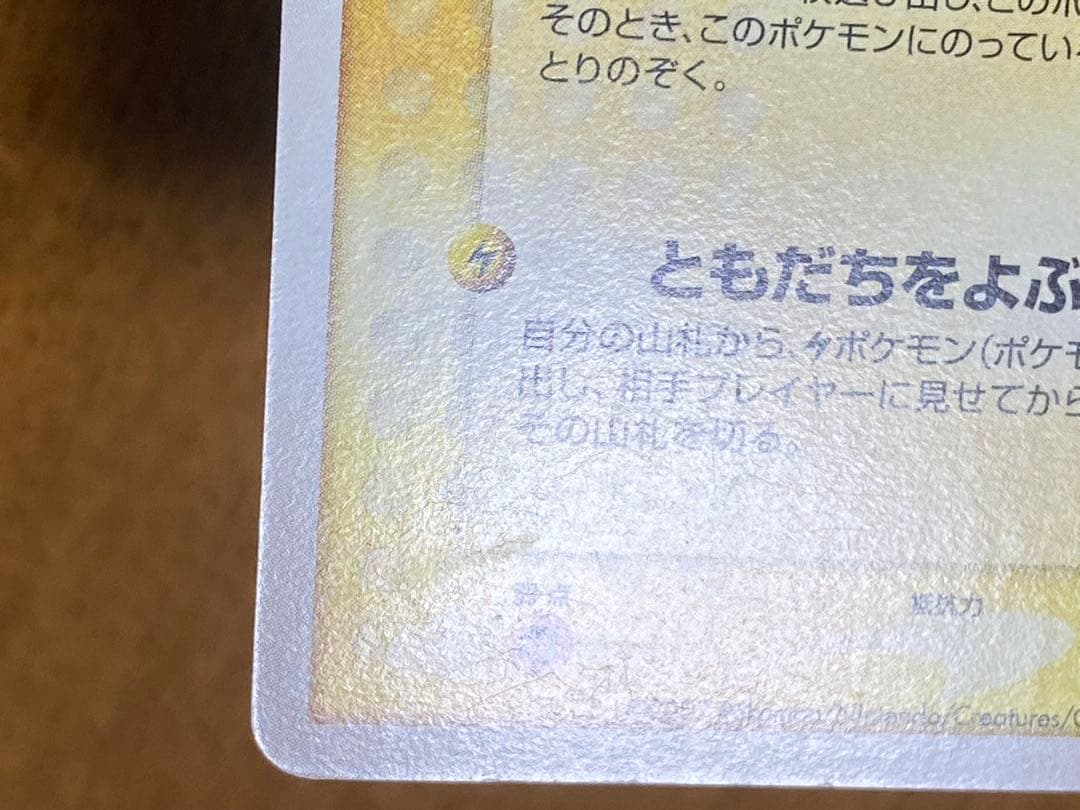 そのとき、このポケモンにのってい
とりのぞく。
ともだちをよぶ
自分の山札から、ポケモン(ポケモ
出し、相手プレイヤーに見せてから
その山札を切る。
弱点 抵抗力
Nintendo/Creatures/